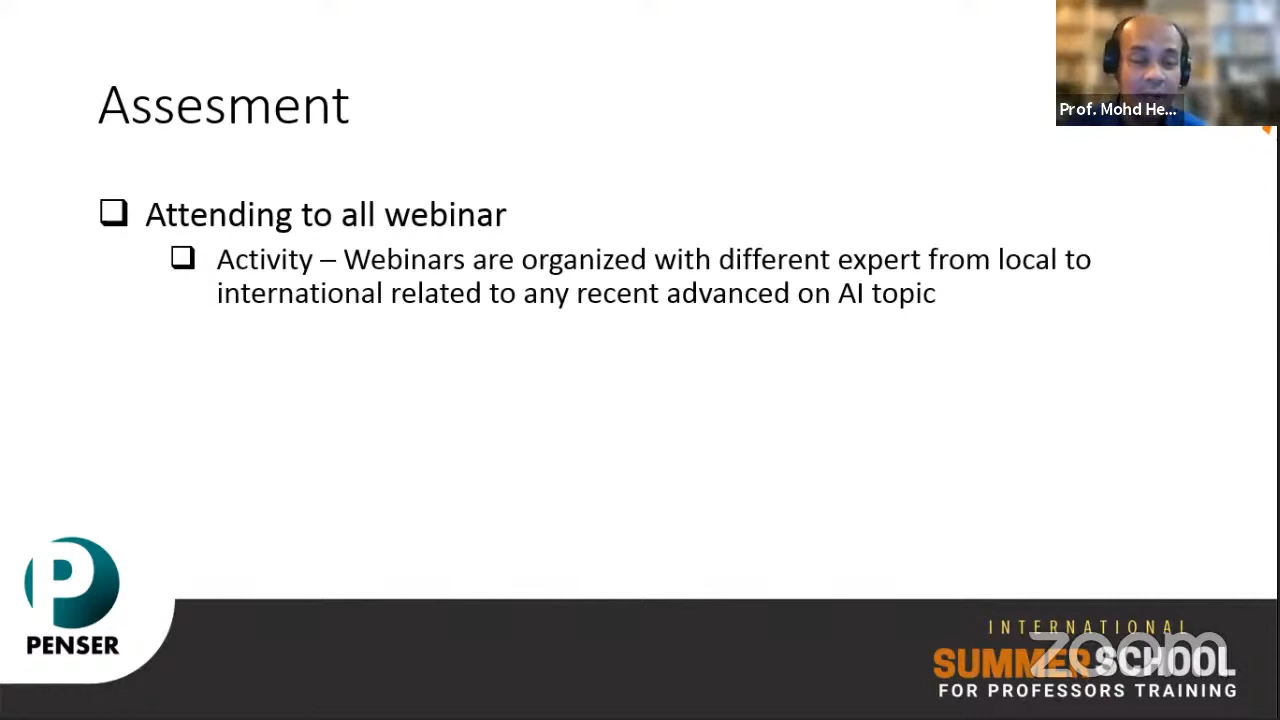 Assesment
Prof. Mohd He...
Attending to all webinar
Activity – Webinars are organized with different expert from local to
international related to any recent advanced on AI topic
PENSER
INTERNATIONAL
zoom
SUMMER SCHOOL
FOR PROFESSORS TRAINING